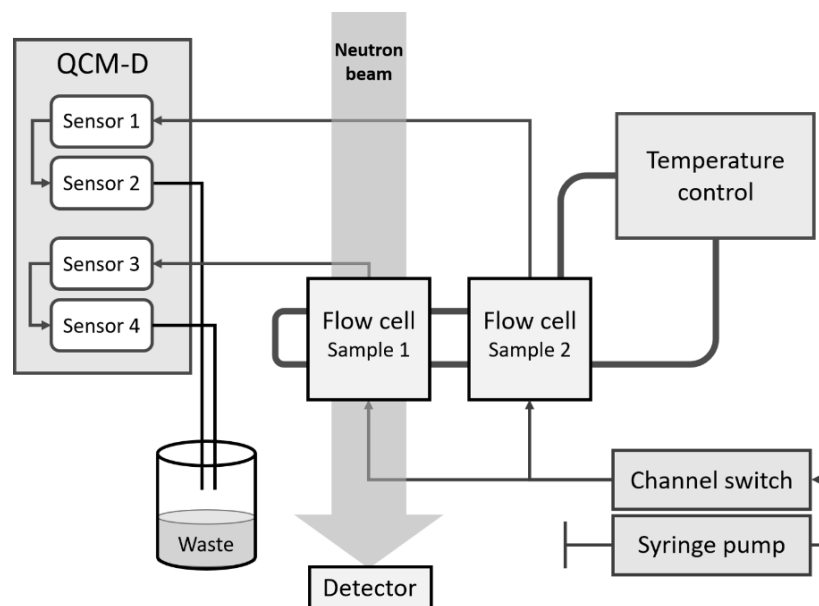 QCM-D
Sensor 1
Sensor 2
Sensor 3
Sensor 4
Neutron
beam
Temperature
control
Flow cell
Sample 1
Flow cell
Sample 2
Channel switch
Syringe pump
Waste
Detector